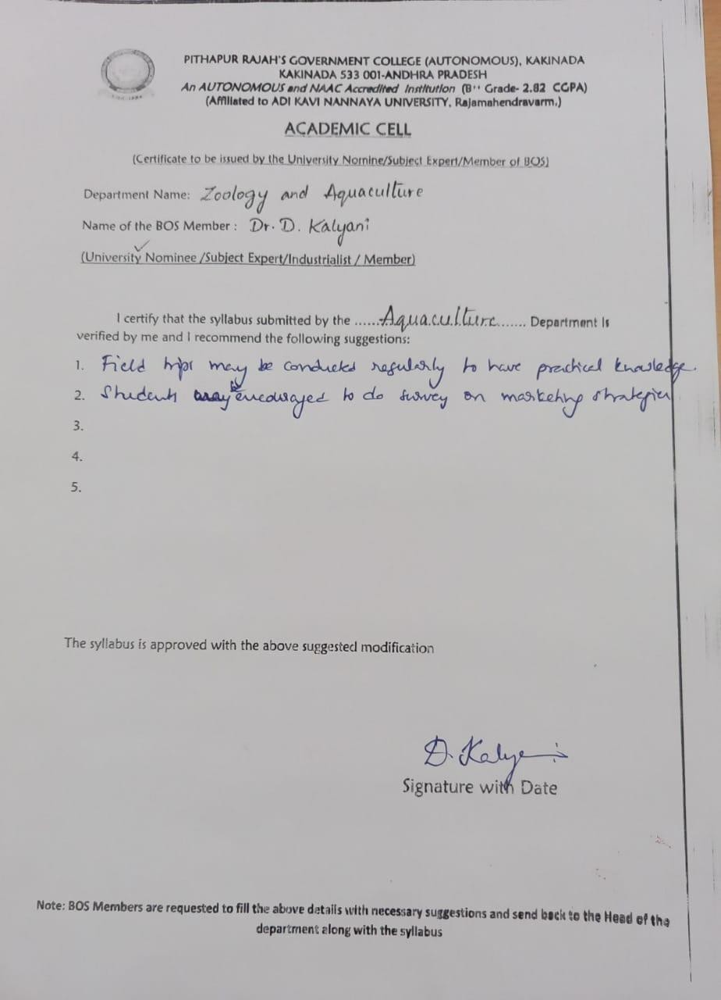 PITHAPUR RAJAH'S GOVERNMENT COLLEGE (AUTONOMOUS), KAKINADA
KAKINADA 533 001-ANDHRA PRADESH
An AUTONOMOUS and NAAC Accredited Institution (B++ Grade- 2.82 CGPA)
(Affiliated to ADI KAVI NANNAYA UNIVERSITY, Rajamahendravarm,)
ACADEMIC CELL
(Certificate to be issued by the University Nomine/Subject Expert/Member of BOS)
Department Name: Zoology and Aquaculture
Name of the BOS Member : Dr. D. Kalyani
(University Nominee /Subject Expert/Industrialist / Member)
I certify that the syllabus submitted by the ......Aquaculture....... Department Is
verified by me and I recommend the following suggestions:
1. Field trips may be conducted regularly to have practical knowledge.
2. Students may be encouraged to do survey on marketing strategies
3.
4.
5.
The syllabus is approved with the above suggested modification
D. Kalyani
Signature with Date
Note: BOS Members are requested to fill the above details with necessary suggestions and send back to the Head of the
department along with the syllabus